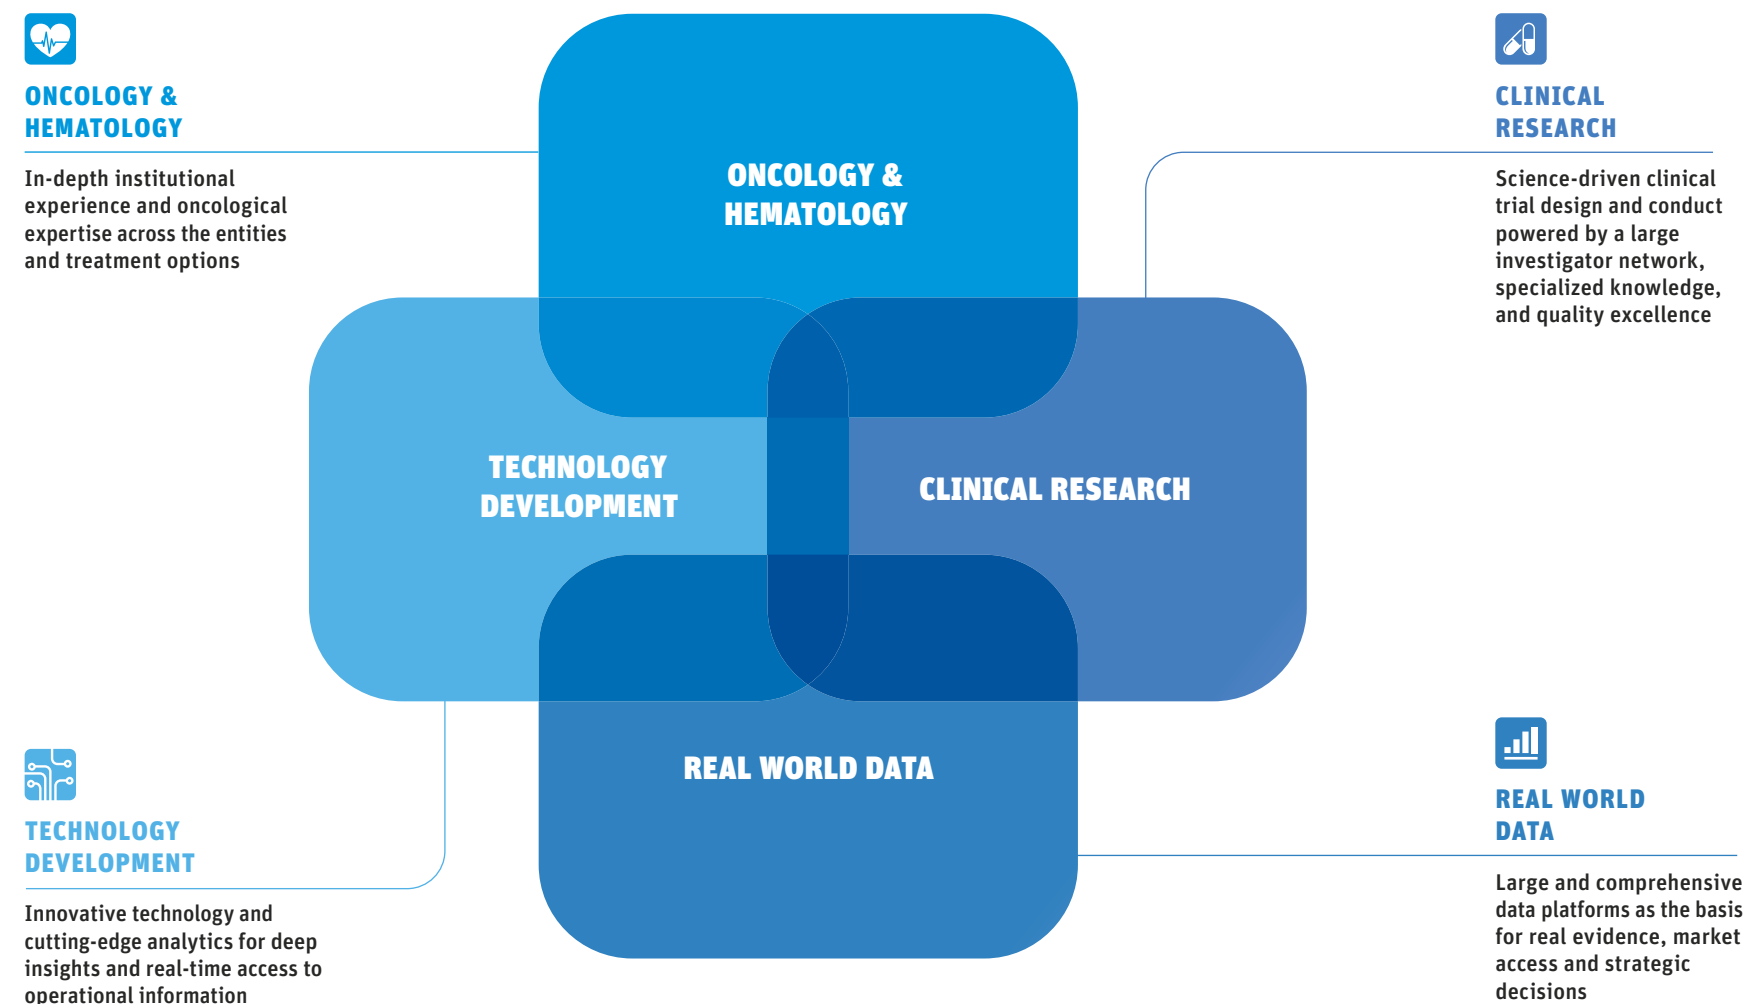 ONCOLOGY &
HEMATOLOGY
In-depth institutional
experience and oncological
expertise across the entities
and treatment options
CLINICAL
RESEARCH
Science-driven clinical
trial design and conduct
powered by a large
investigator network,
specialized knowledge,
and quality excellence
ONCOLOGY &
HEMATOLOGY
TECHNOLOGY
DEVELOPMENT
CLINICAL RESEARCH
REAL WORLD DATA
TECHNOLOGY
DEVELOPMENT
Innovative technology and
cutting-edge analytics for deep
insights and real-time access to
operational information
REAL WORLD
DATA
Large and comprehensive
data platforms as the basis
for real evidence, market
access and strategic
decisions